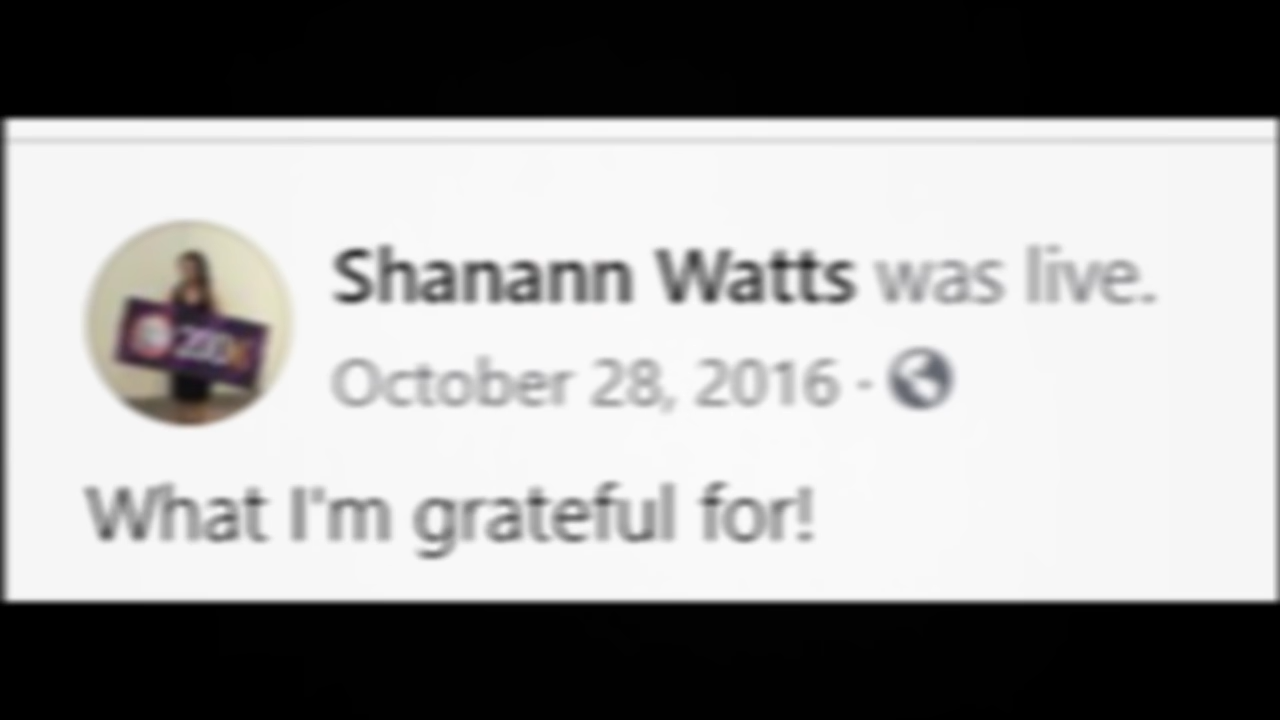 Shanann Watts was live.
October 28, 2016 ·
What I'm grateful for!